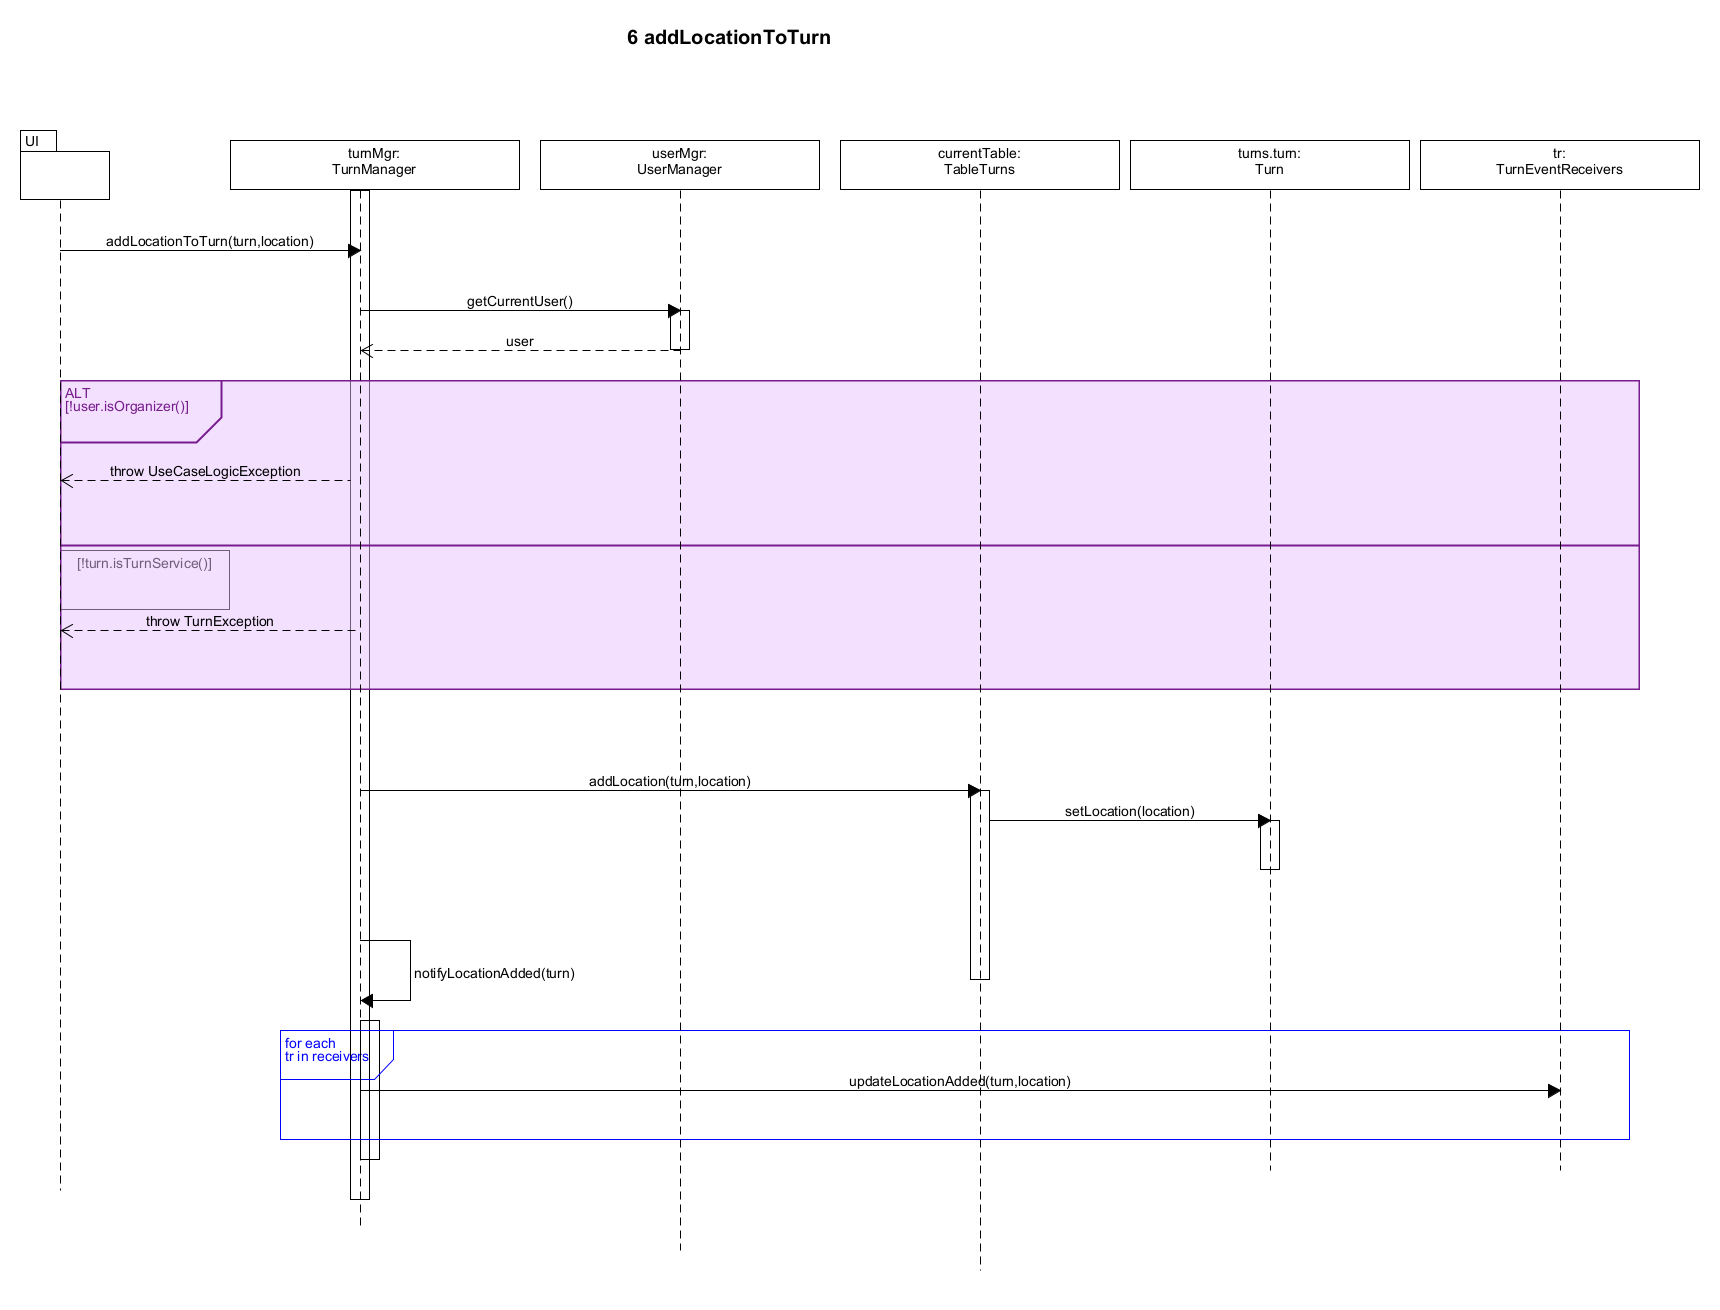 6 addLocationToTurn
UI
turnMgr:
TurnManager
userMgr:
UserManager
currentTable:
TableTurns
turns.turn:
Turn
tr:
TurnEventReceivers
addLocationToTurn(turn,location)
getCurrentUser()
user
ALT
[!user.isOrganizer()]
throw UseCaseLogicException
[!turn.isTurnService()]
throw TurnException
addLocation(turn,location)
setLocation(location)
notifyLocationAdded(turn)
for each
tr in receivers
updateLocationAdded(turn,location)